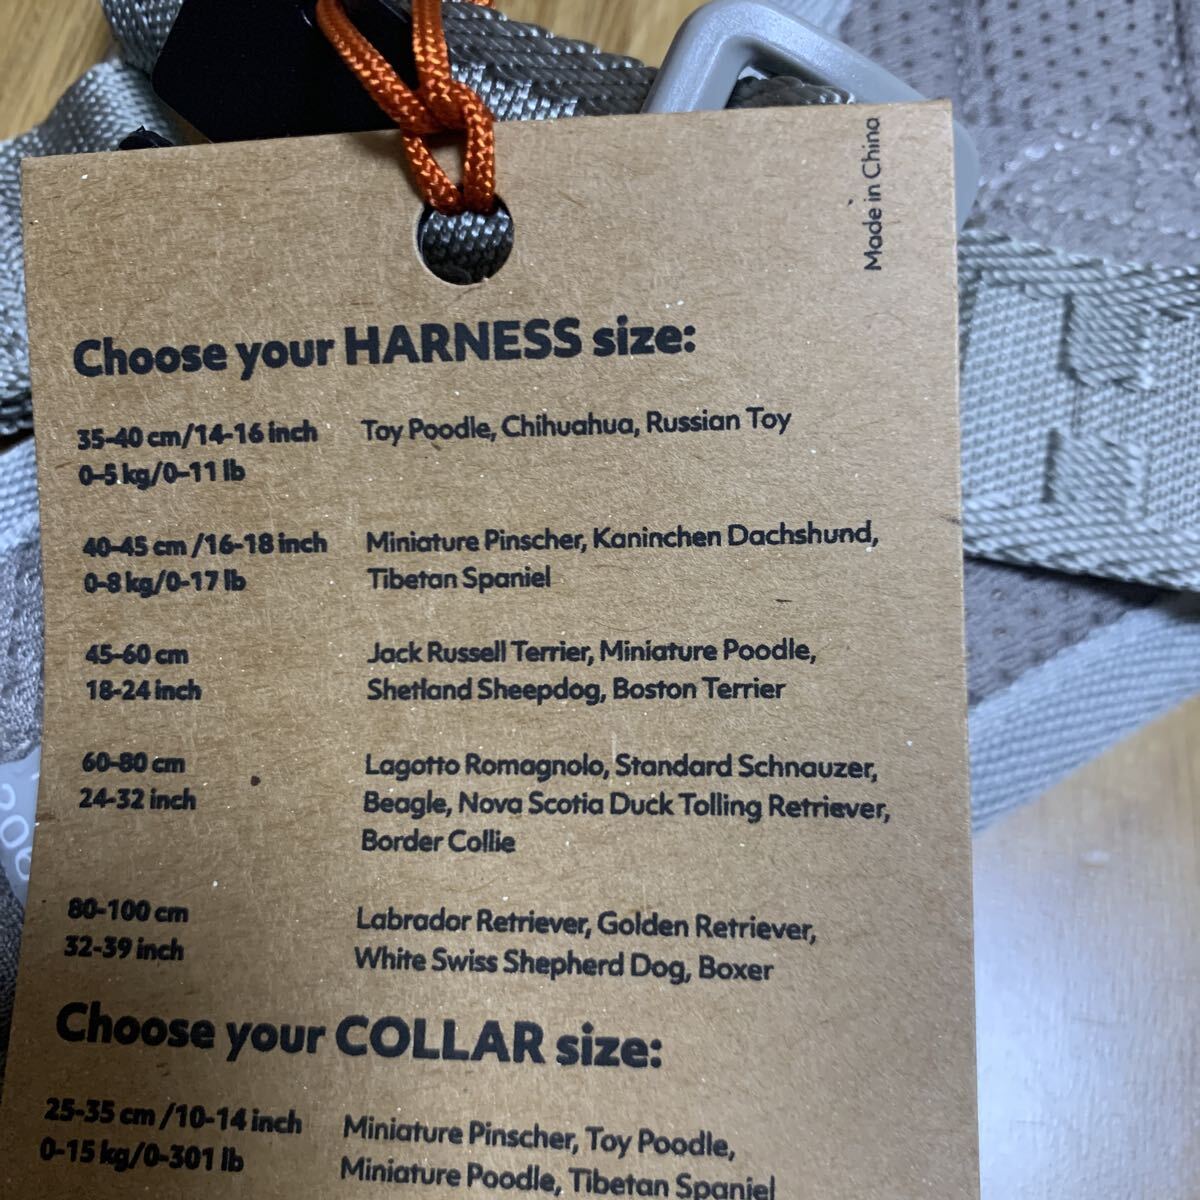 Made in China
Choose your HARNESS size:
35-40 cm/14-16 inch Toy Poodle, Chihuahua, Russian Toy
0-5 kg/0-11 lb
40-45 cm /16-18 inch Miniature Pinscher, Kaninchen Dachshund,
0-8 kg/0-17 lb Tibetan Spaniel
45-60 cm Jack Russell Terrier, Miniature Poodle,
18-24 inch Shetland Sheepdog, Boston Terrier
60-80 cm Lagotto Romagnolo, Standard Schnauzer,
24-32 inch Beagle, Nova Scotia Duck Tolling Retriever,
Border Collie
80-100 cm Labrador Retriever, Golden Retriever,
32-39 inch White Swiss Shepherd Dog, Boxer
Choose your COLLAR size:
25-35 cm /10-14 inch Miniature Pinscher, Toy Poodle,
0-15 kg/0-301 lb Miniature Poodle, Tibetan Spaniel